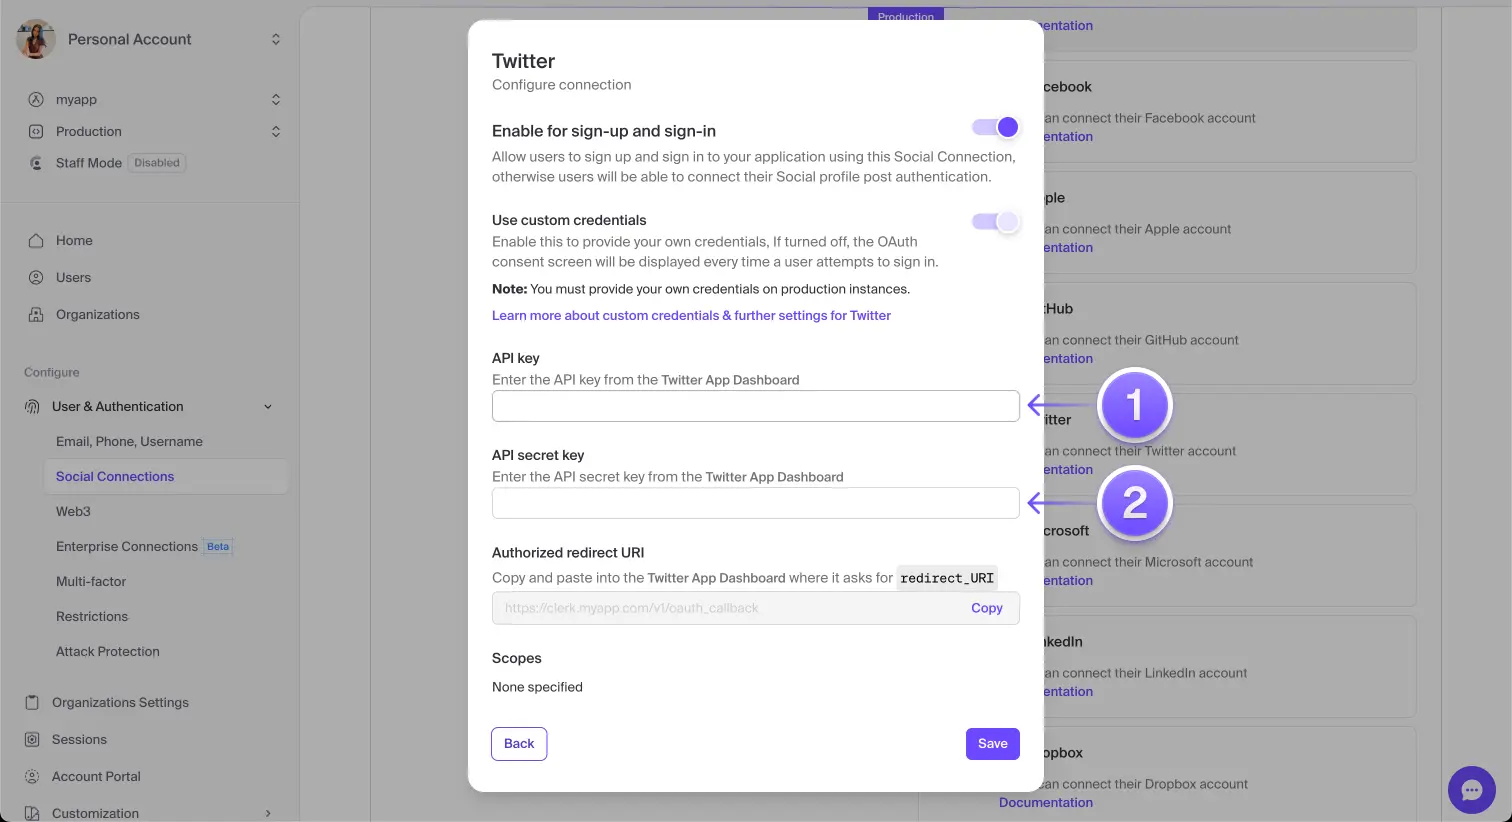 Personal Account
myapp
Production
Staff Mode Disabled
Home
Users
Organizations
Configure
User & Authentication
Email, Phone, Username
Social Connections
Web3
Enterprise Connections Beta
Multi-factor
Restrictions
Attack Protection
Organizations Settings
Sessions
Account Portal
Customization
Production
Twitter
Configure connection
Enable for sign-up and sign-in
Allow users to sign up and sign in to your application using this Social Connection,
otherwise users will be able to connect their Social profile post authentication.
Use custom credentials
Enable this to provide your own credentials, If turned off, the OAuth
consent screen will be displayed every time a user attempts to sign in.
Note: You must provide your own credentials on production instances.
Learn more about custom credentials & further settings for Twitter
API key
Enter the API key from the Twitter App Dashboard
1
API secret key
Enter the API secret key from the Twitter App Dashboard
2
Authorized redirect URI
Copy and paste into the Twitter App Dashboard where it asks for redirect_URI
https://clerk.myapp.com/v1/oauth_callback Copy
Scopes
None specified
Back Save
entation
cebook
an connect their Facebook account
entation
ple
an connect their Apple account
entation
tHub
an connect their GitHub account
entation
itter
an connect their Twitter account
entation
crosoft
an connect their Microsoft account
entation
nkedIn
an connect their LinkedIn account
entation
opbox
can connect their Dropbox account
Documentation